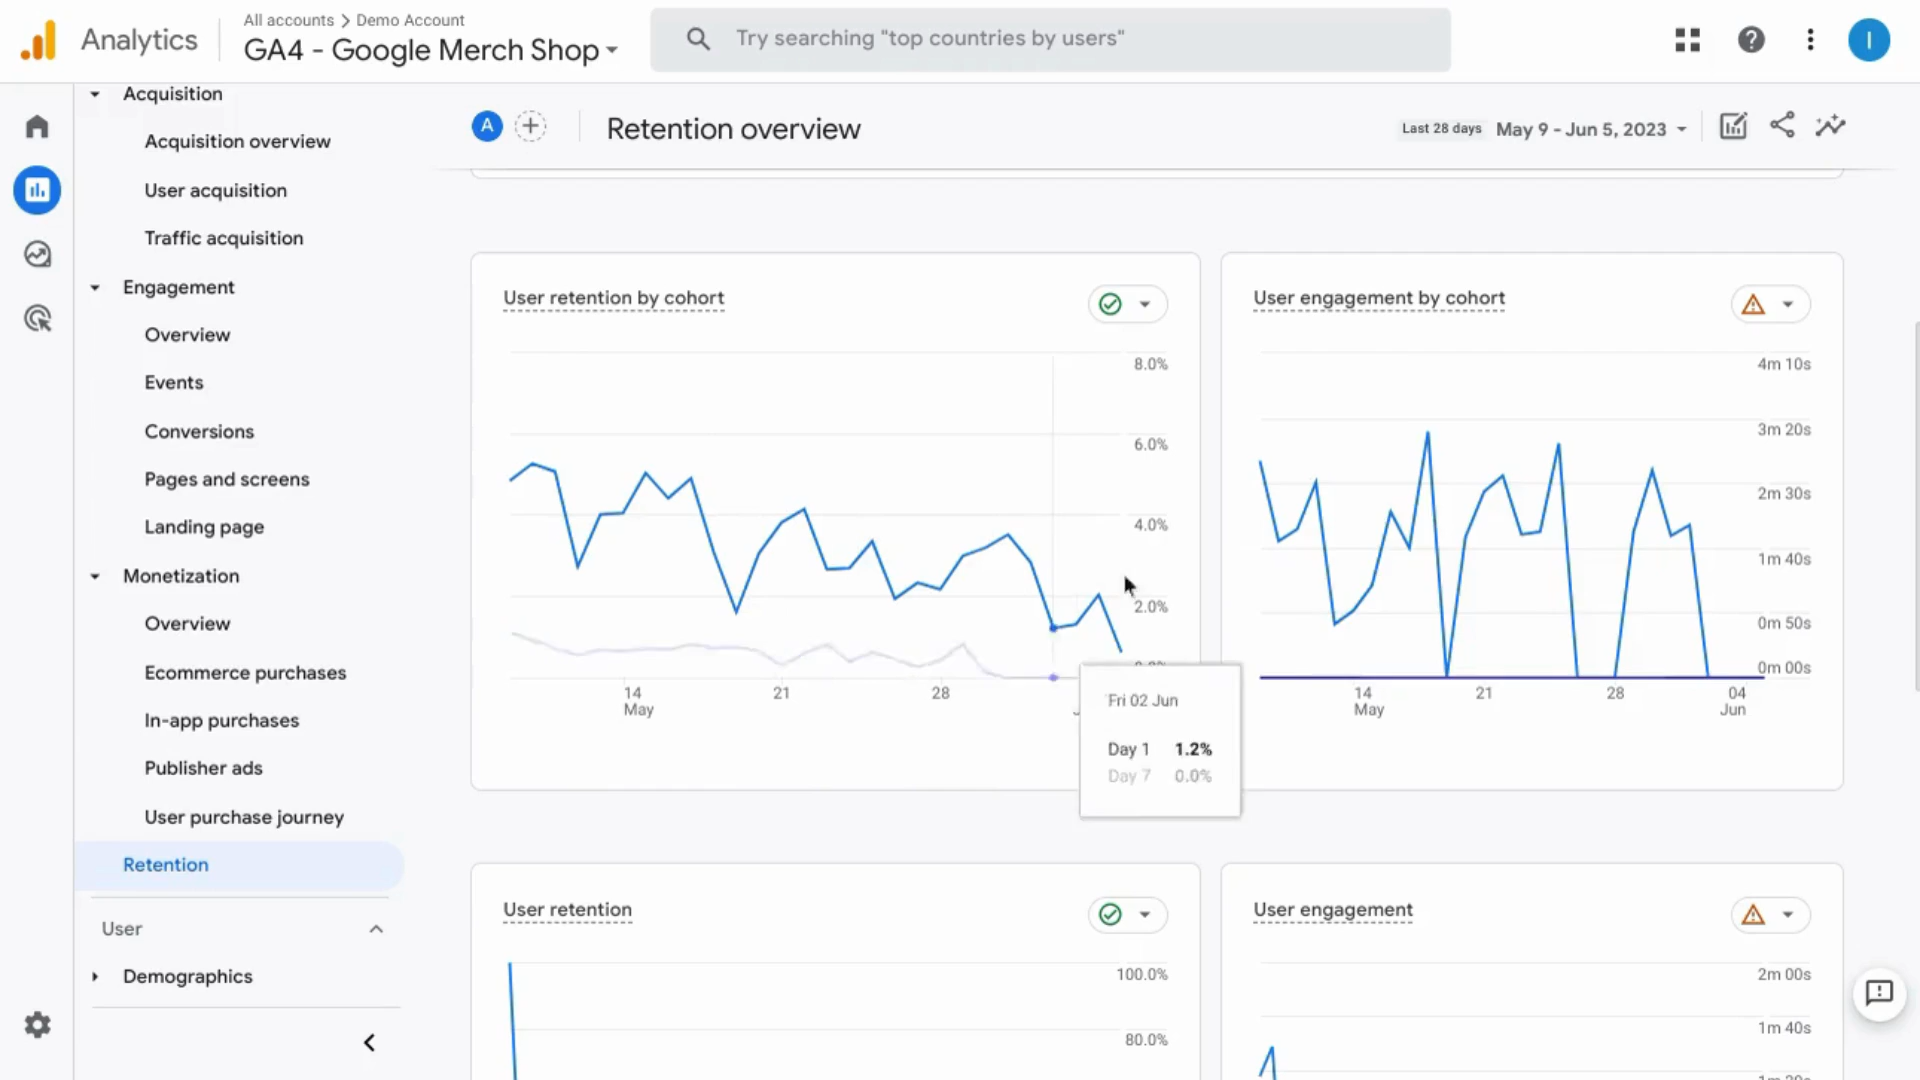 Analytics
All accounts > Demo Account
GA4 - Google Merch Shop
Try searching "top countries by users"
I
Acquisition
Acquisition overview
User acquisition
Traffic acquisition
Engagement
Overview
Events
Conversions
Pages and screens
Landing page
Monetization
Overview
Ecommerce purchases
In-app purchases
Publisher ads
User purchase journey
Retention
User
Demographics
A
Retention overview
Last 28 days May 9 - Jun 5, 2023
User retention by cohort
8.0%
6.0%
4.0%
2.0%
14
May
21
28
Fri 02 Jun
Day 1 1.2%
Day 7 0.0%
User engagement by cohort
4m 10s
3m 20s
2m 30s
1m 40s
0m 50s
0m 00s
14
May
21
28
04
Jun
User retention
100.0%
80.0%
User engagement
2m 00s
1m 40s